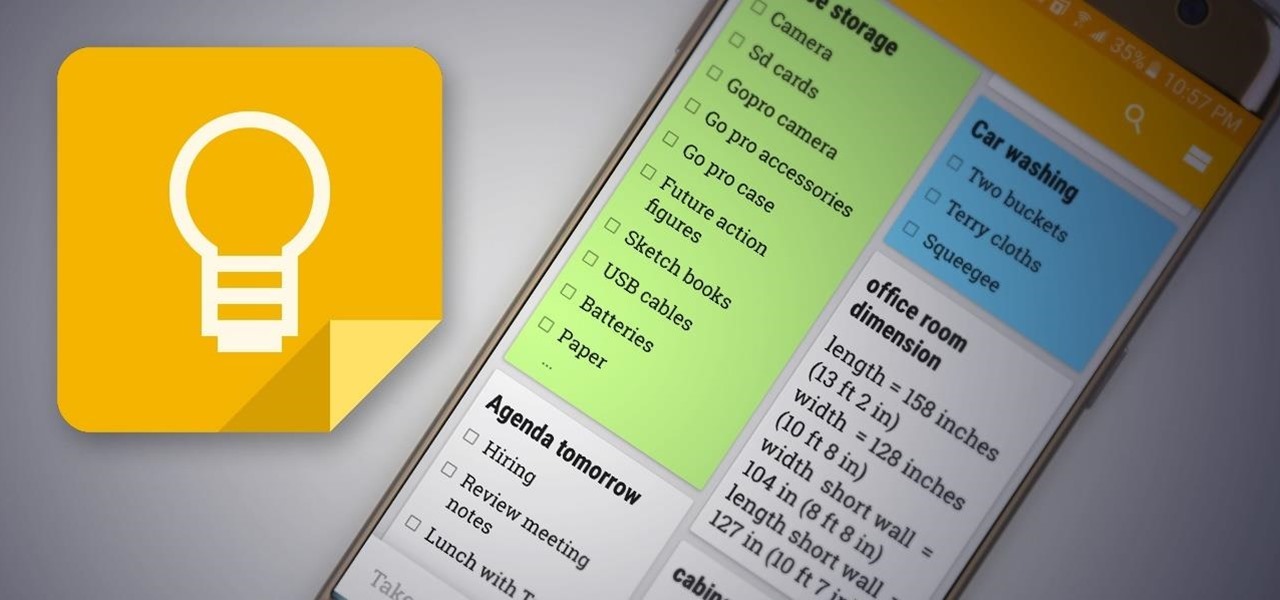 35% 10:57 PM
storage
Camera
Sd cards
Gopro camera
Go pro accessories
Go pro case
Future action
figures
Sketch books
USB cables
Batteries
Paper
...
Agenda tomorrow
Hiring
Review meeting
notes
Lunch with
Take
Car washing
Two buckets
Terry cloths
Squeegee
office room
dimension
length = 158 inches
(13 ft 2 in)
width = 128 inches
(10 ft 8 in)
width short wall =
104 in (8 ft 8 in)
length short wall =
127 in (10 ft 7 in)